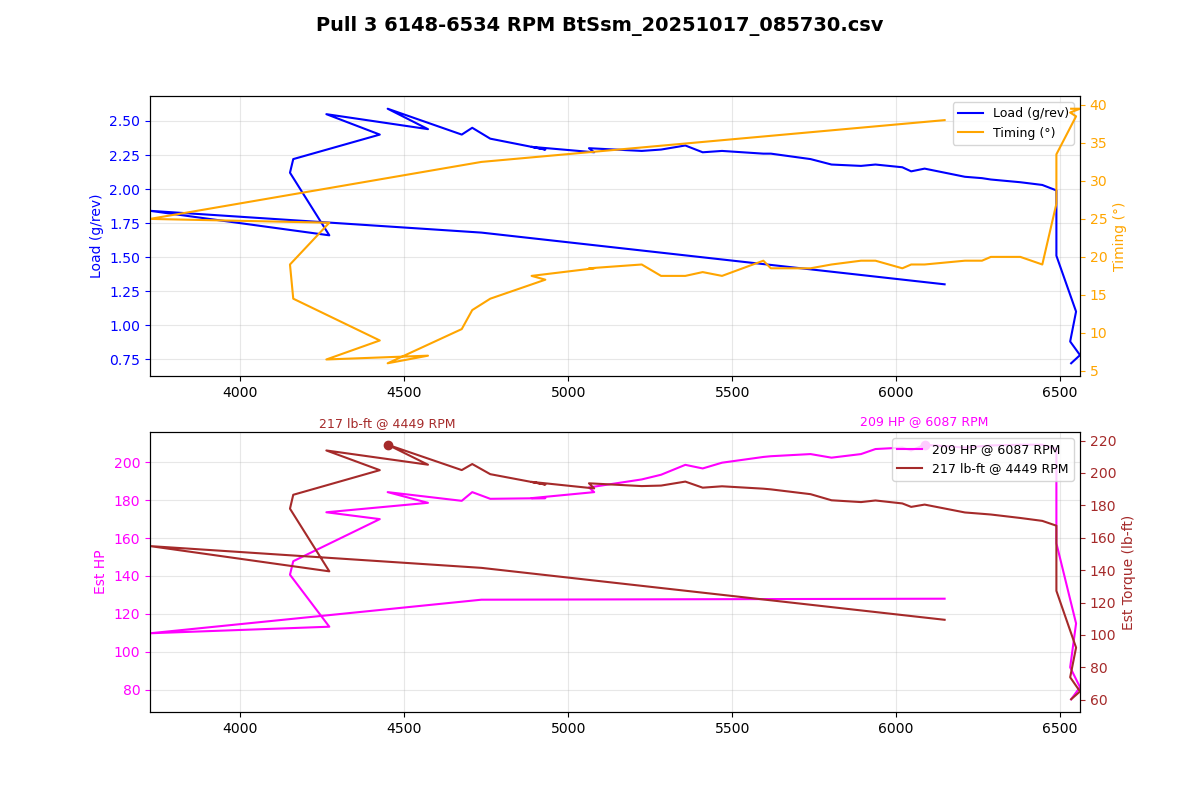 Pull 3 6148-6534 RPM BtSsm_20251017_085730.csv
Load (g/rev)
2.50
2.25
2.00
1.75
1.50
1.25
1.00
0.75
Load (g/rev)
Timing (°)
40
35
30
25
20
15
10
5
Timing (°)
4000 4500 5000 5500 6000 6500
217 lb-ft @ 4449 RPM
209 HP @ 6087 RPM
Est HP
200
180
160
140
120
100
80
209 HP @ 6087 RPM
217 lb-ft @ 4449 RPM
220
200
180
160
140
120
100
80
60
Est Torque (lb-ft)
4000 4500 5000 5500 6000 6500